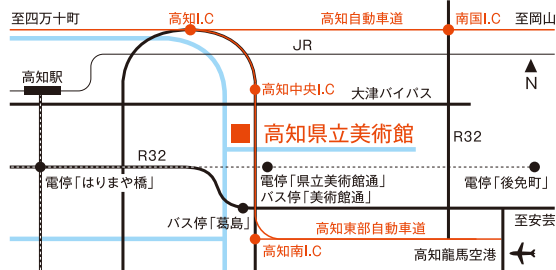 至四万十町
高知I.C
高知自動車道
南国I.C
至岡山
JR
高知駅
高知中央I.C
大津バイパス
N
高知県立美術館
R32
R32
電停「はりまや橋」
電停「県立美術館通」
バス停「美術館通」
電停「後免町」
バス停「葛島」
至安芸
高知東部自動車道
高知南I.C
高知龍馬空港